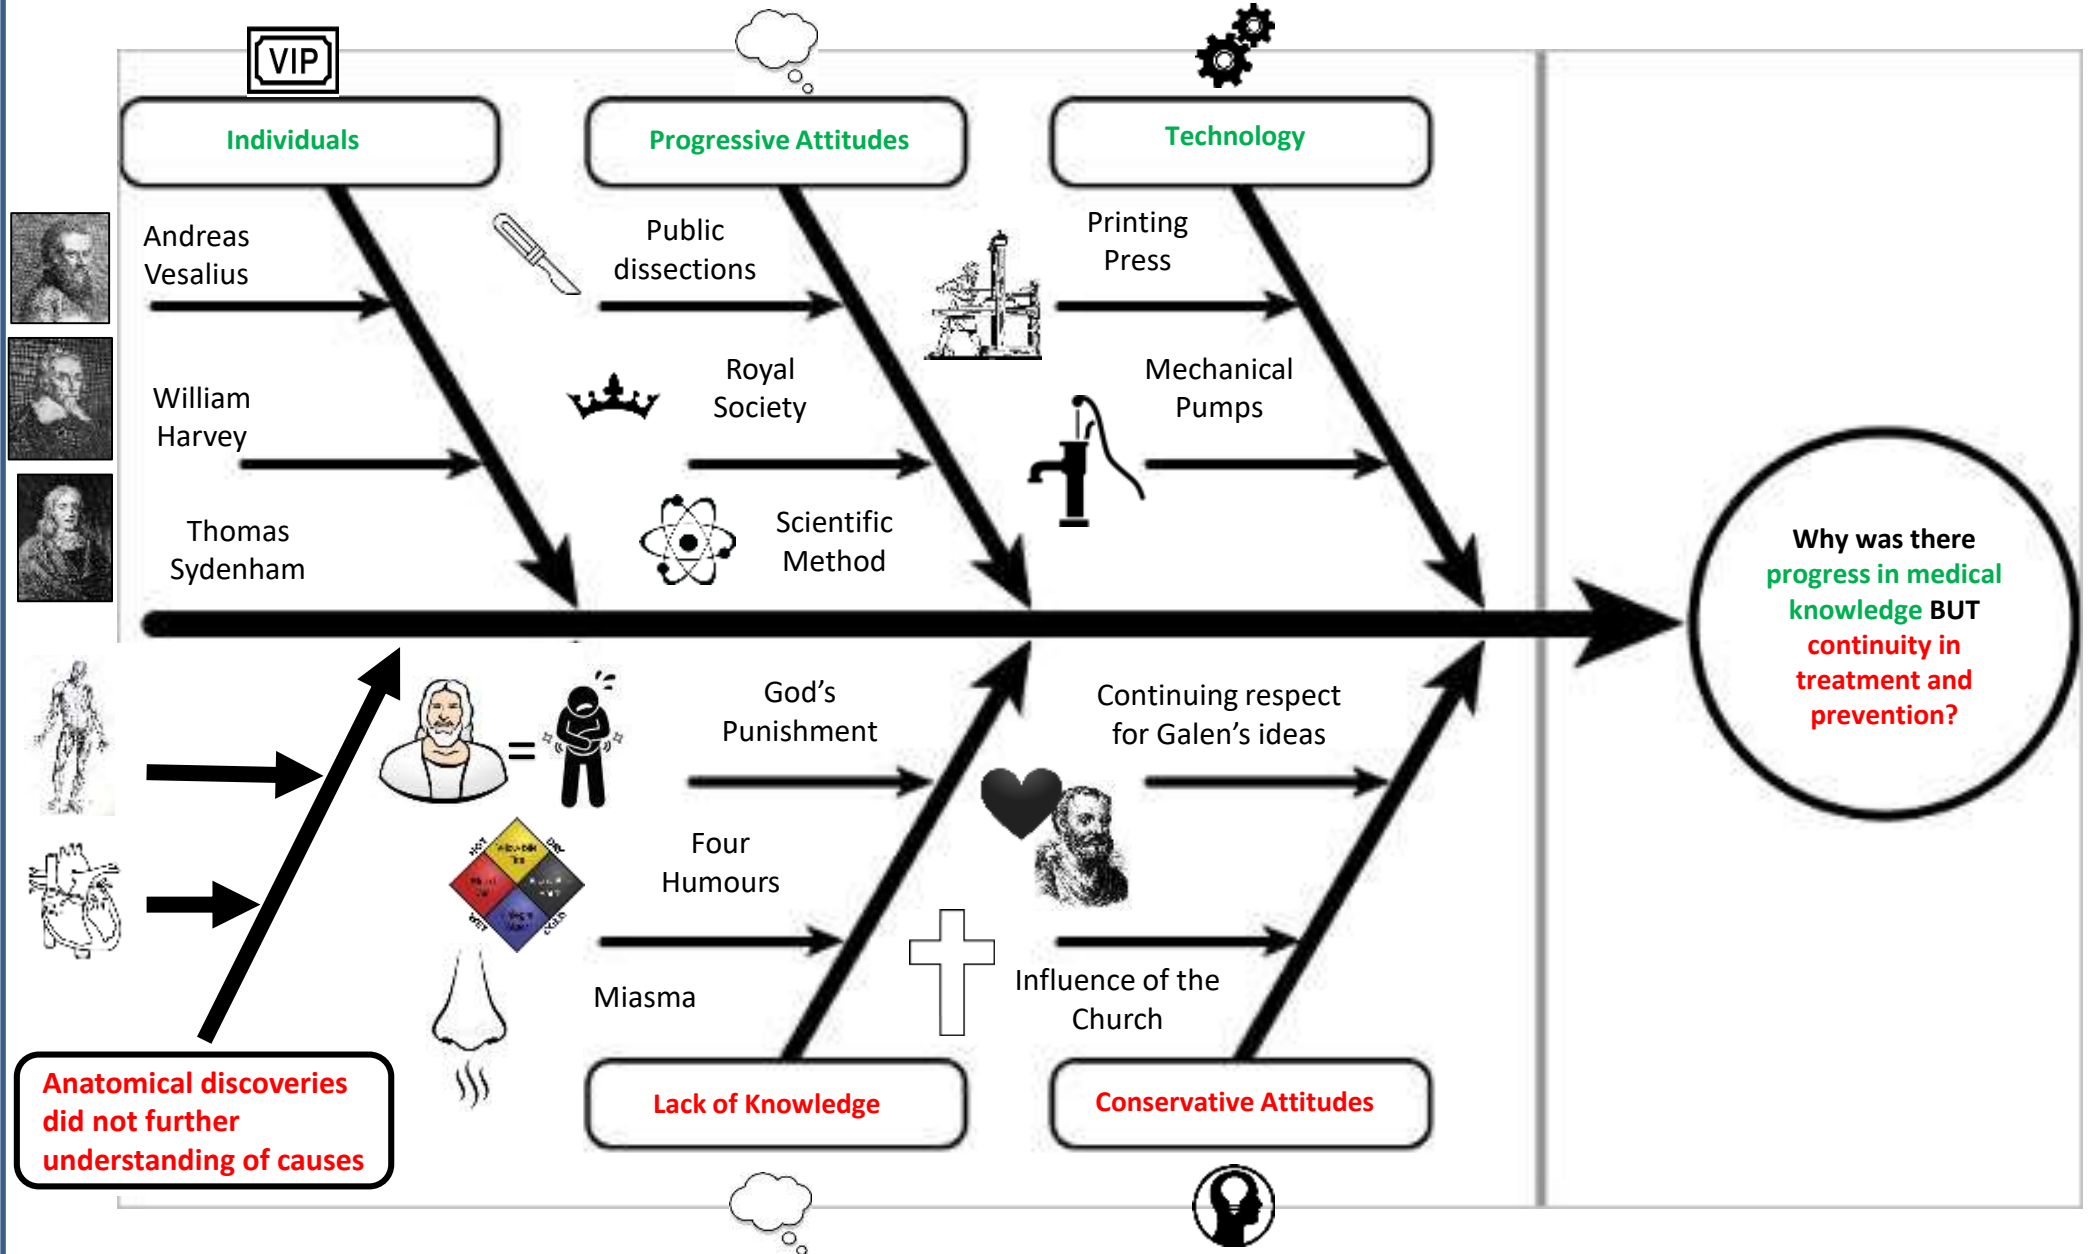 VIP
Individuals
Progressive Attitudes
Technology
Andreas
Vesalius
Public
dissections
Printing
Press
William
Harvey
Royal
Society
Mechanical
Pumps
Thomas
Sydenham
Scientific
Method
Why was there
progress in medical
knowledge BUT
continuity in
treatment and
prevention?
=
God’s
Punishment
Continuing respect
for Galen’s ideas
Four
Humours
HOT
DRY
WET
Miasma
Influence of the
Church
Anatomical discoveries
did not further
understanding of causes
Lack of Knowledge
Conservative Attitudes